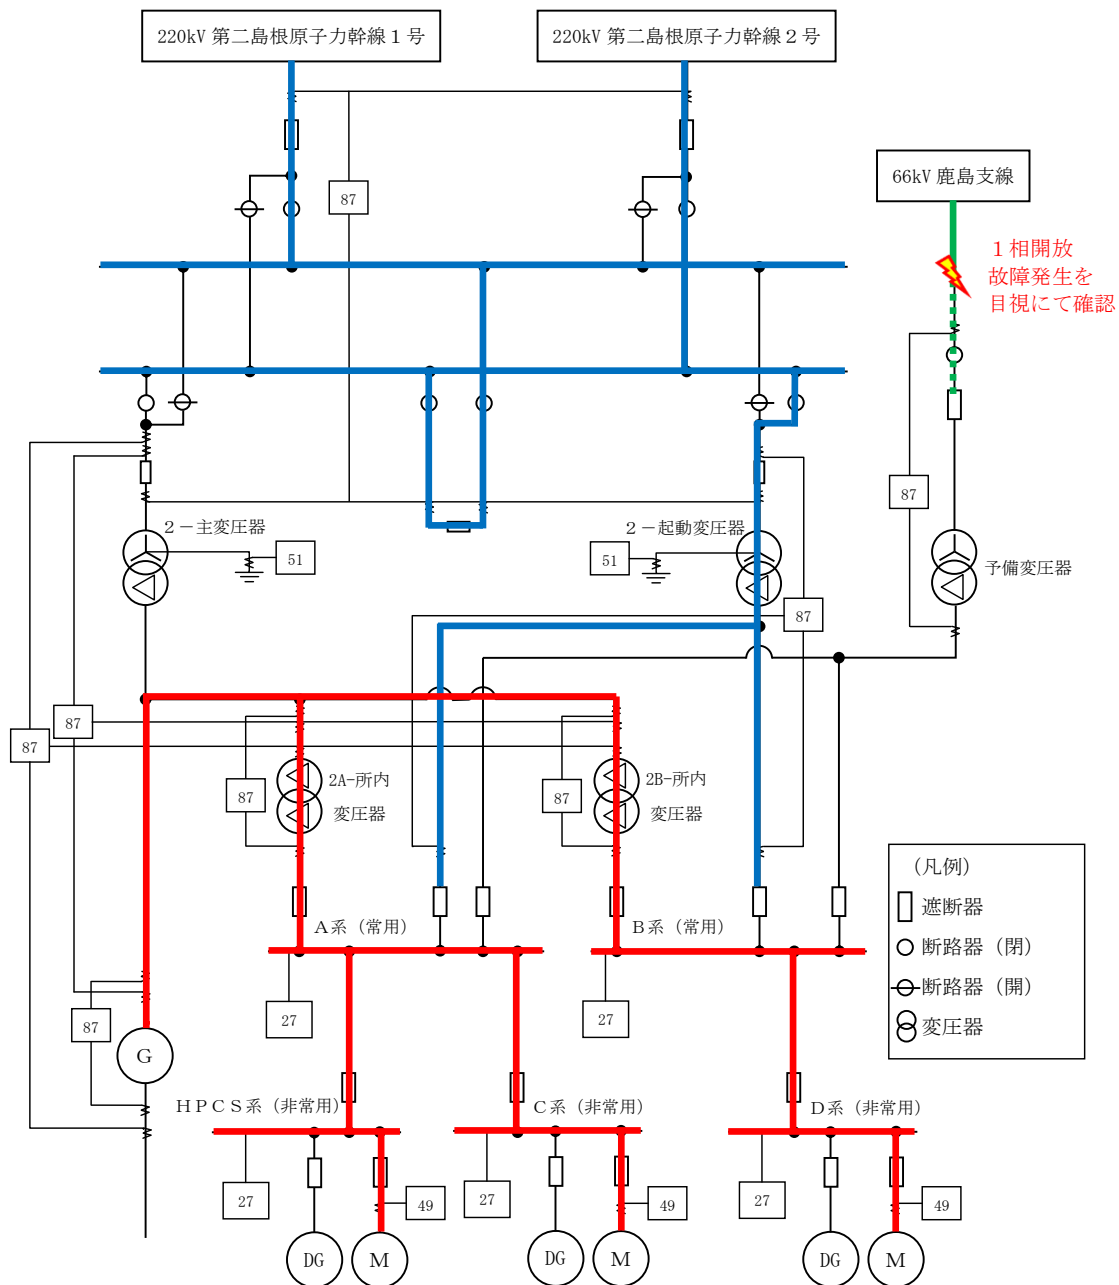 220kV 第二島根原子力幹線１号
220kV 第二島根原子力幹線２号
66kV 鹿島支線
１相開放
故障発生を
目視にて確認
87
87
２－主変圧器
51
２－起動変圧器
51
予備変圧器
87
87
87
2A-所内
変圧器
87
2B-所内
変圧器
87
(凡例)
遮断器
断路器（閉）
断路器（開）
変圧器
Ａ系（常用）
Ｂ系（常用）
27
27
87
G
ＨＰＣＳ系（非常用）
Ｃ系（非常用）
Ｄ系（非常用）
27
49
27
49
27
49
DG
M
DG
M
DG
M